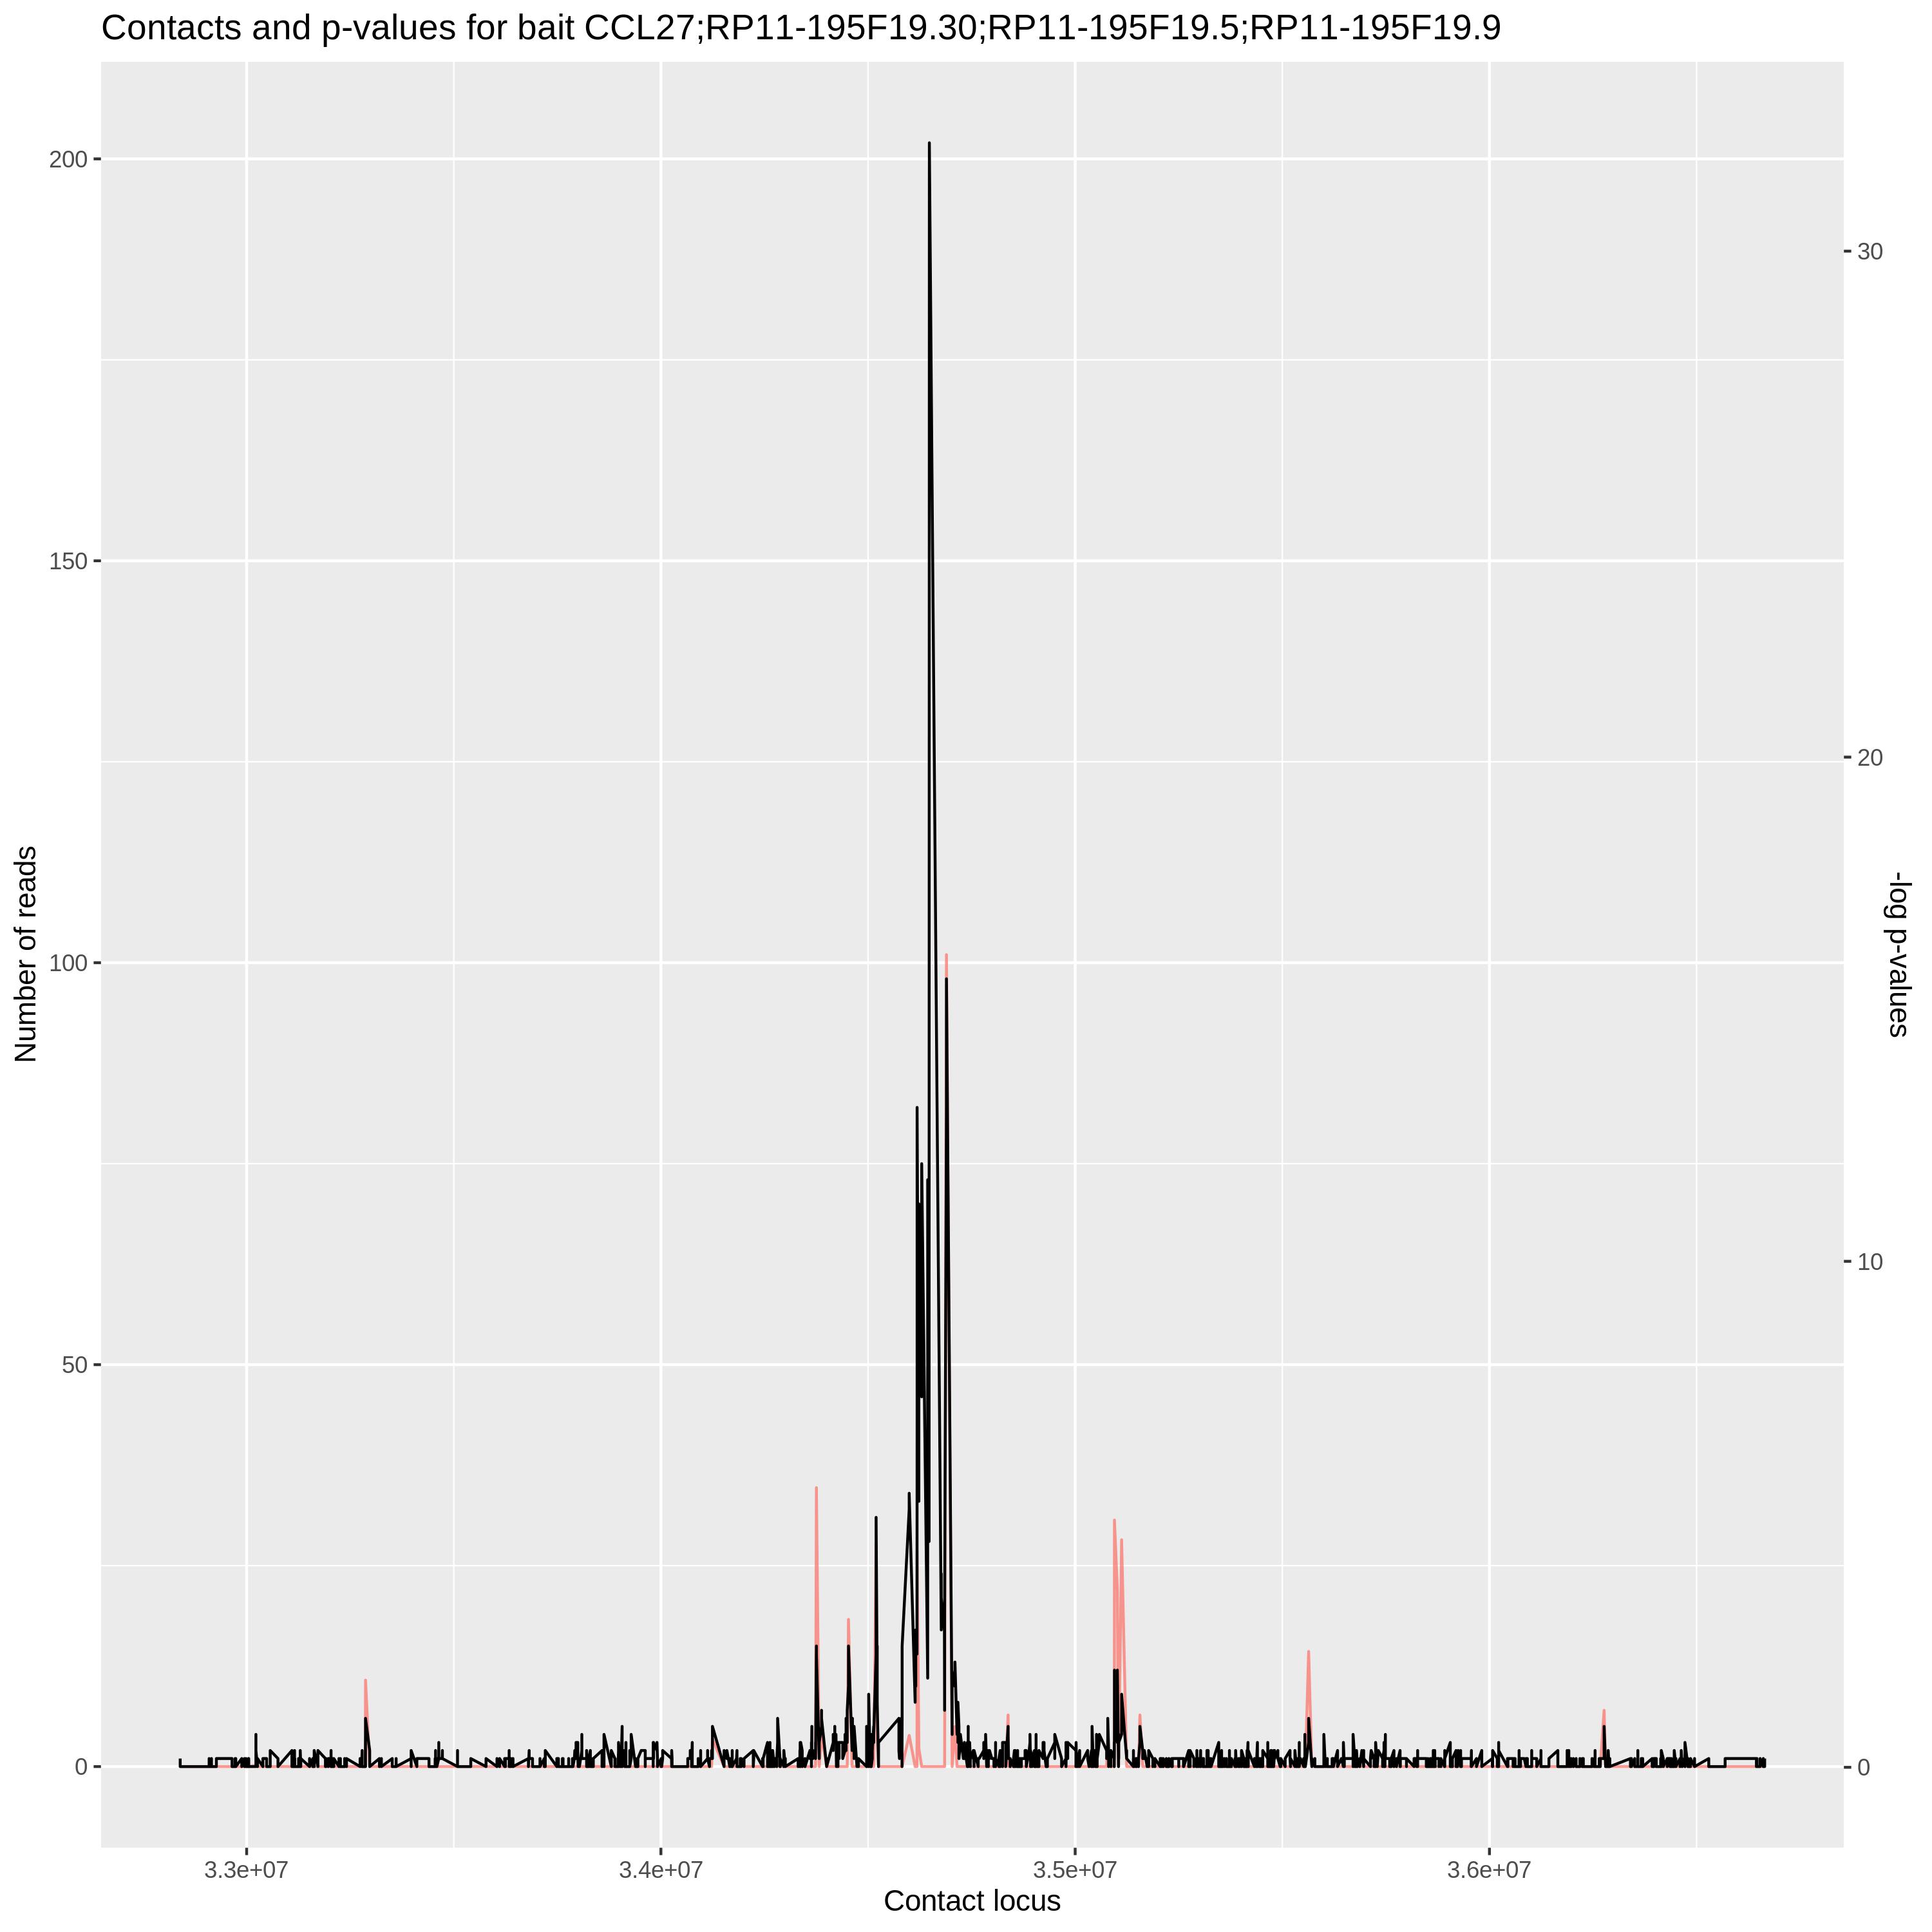 Contacts and p-values for bait CCL27;RP11-195F19.30;RP11-195F19.5;RP11-195F19.9
200
150
100
50
0
30
20
10
0
Number of reads
-log p-values
3.3e+07 3.4e+07 3.5e+07 3.6e+07
Contact locus